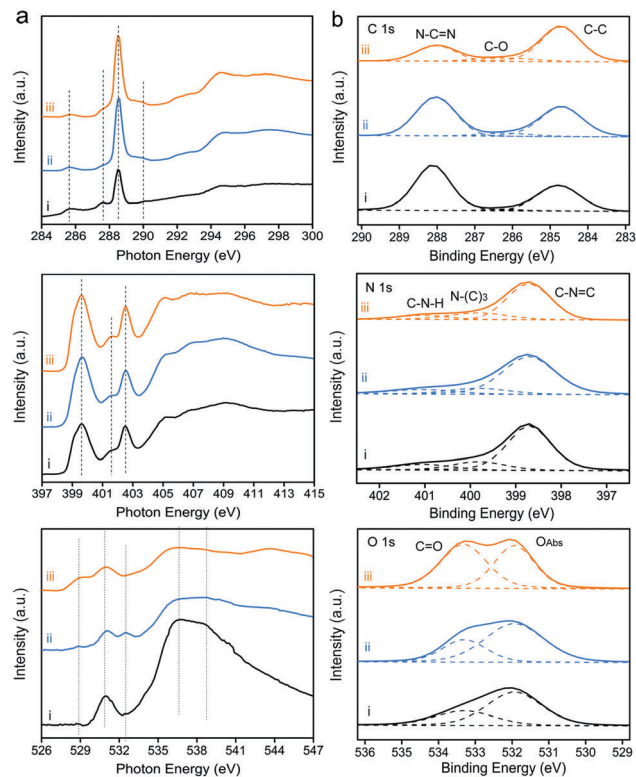 a
iii
ii
i
Intensity (a.u.)
284 286 288 290 292 294 296 298 300
Photon Energy (eV)
iii
ii
i
Intensity (a.u.)
397 399 401 403 405 407 409 411 413 415
Photon Energy (eV)
iii
ii
i
Intensity (a.u.)
526 529 532 535 538 541 544 547
Photon Energy (eV)
b
C 1s
N-C=N
C-O
C-C
iii
ii
i
Intensity (a.u.)
290 289 288 287 286 285 284 283
Binding Energy (eV)
N 1s
C-N-H
N-(C)3
C-N=C
iii
ii
i
Intensity (a.u.)
402 401 400 399 398 397
Binding Energy (eV)
O 1s
C=O
OAbs
iii
ii
i
Intensity (a.u.)
536 535 534 533 532 531 530 529
Binding Energy (eV)